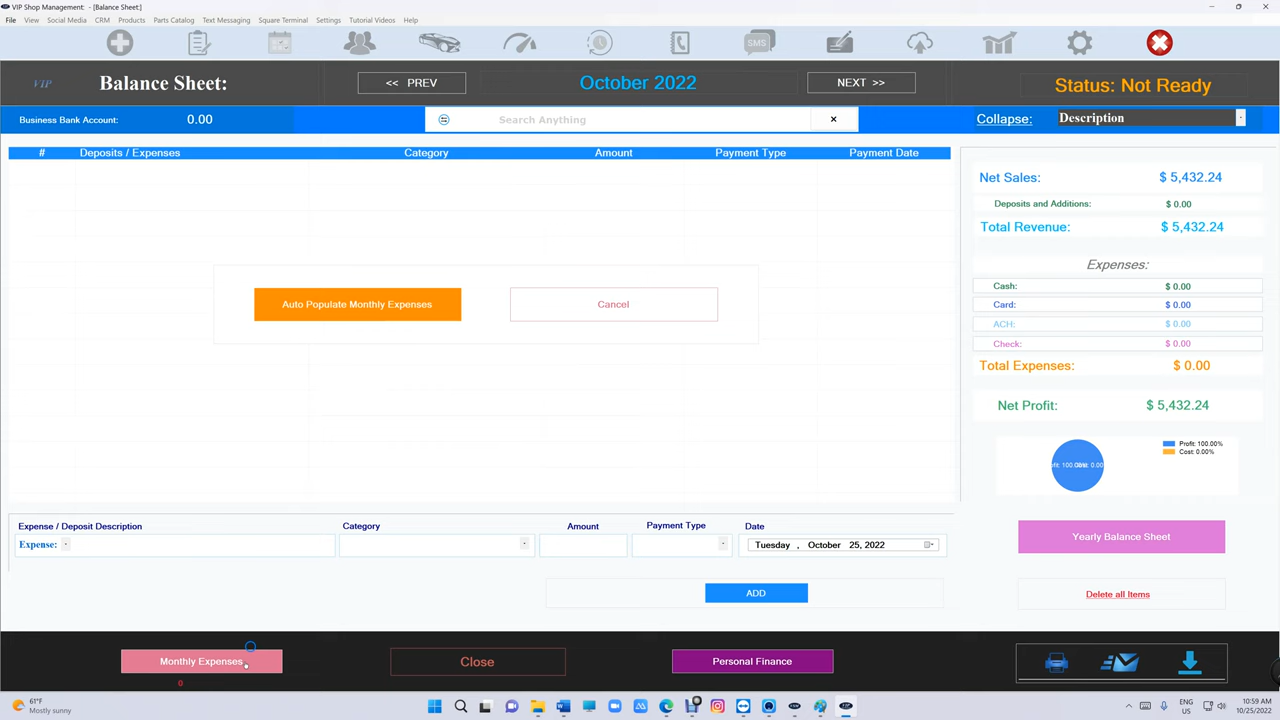 VIP Shop Management: - [Balance Sheet:]
File View Social Media CRM Products Parts Catalog Text Messaging Square Terminal Settings Tutorial Videos Help
SMS
VIP Balance Sheet: << PREV October 2022 NEXT >> Status: Not Ready
Business Bank Account: 0.00 Search Anything × Collapse: Description
# Deposits / Expenses Category Amount Payment Type Payment Date
Net Sales: $ 5,432.24
Deposits and Additions: $ 0.00
Total Revenue: $ 5,432.24
Expenses:
Cash: $ 0.00
Auto Populate Monthly Expenses Cancel Card: $ 0.00
ACH: $ 0.00
Check: $ 0.00
Total Expenses: $ 0.00
Net Profit: $ 5,432.24
Profit: 100.00%
Cost: 0.00%
Expense / Deposit Description Category Amount Payment Type Date
Expense: Tuesday , October 25, 2022
Yearly Balance Sheet
ADD Delete all Items
Monthly Expenses Close Personal Finance
0
61°F
Mostly sunny
ENG
US
10:59 AM
10/25/2022